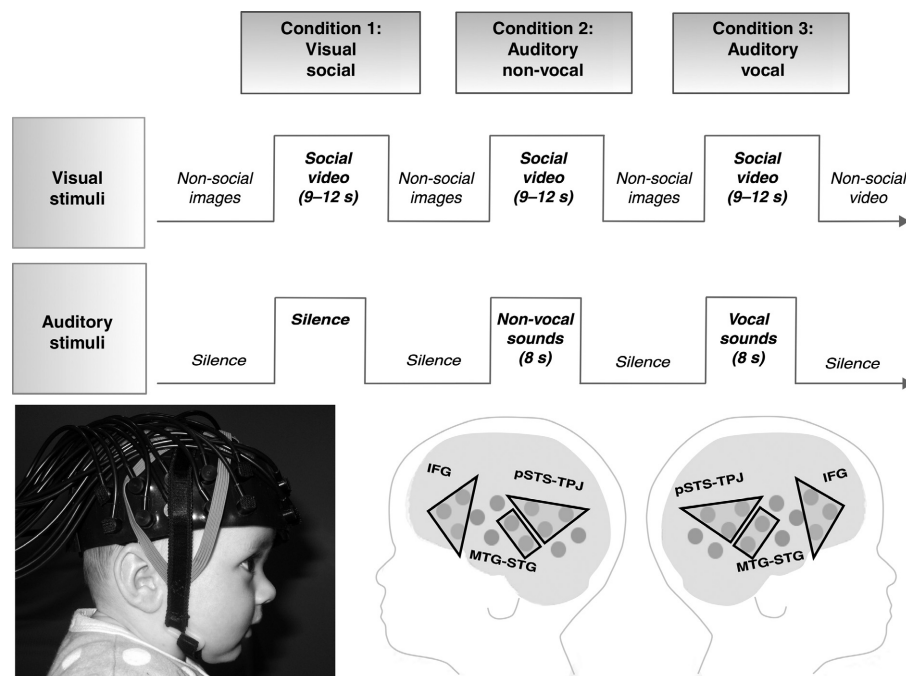 Condition 1:
Visual
social
Condition 2:
Auditory
non-vocal
Condition 3:
Auditory
vocal
Visual
stimuli
Non-social
images
Social
video
(9–12 s)
Non-social
images
Social
video
(9–12 s)
Non-social
images
Social
video
(9–12 s)
Non-social
video
Auditory
stimuli
Silence
Silence
Silence
Non-vocal
sounds
(8 s)
Silence
Vocal
sounds
(8 s)
Silence
IFG
pSTS-TPJ
MTG-STG
pSTS-TPJ
IFG
MTG-STG